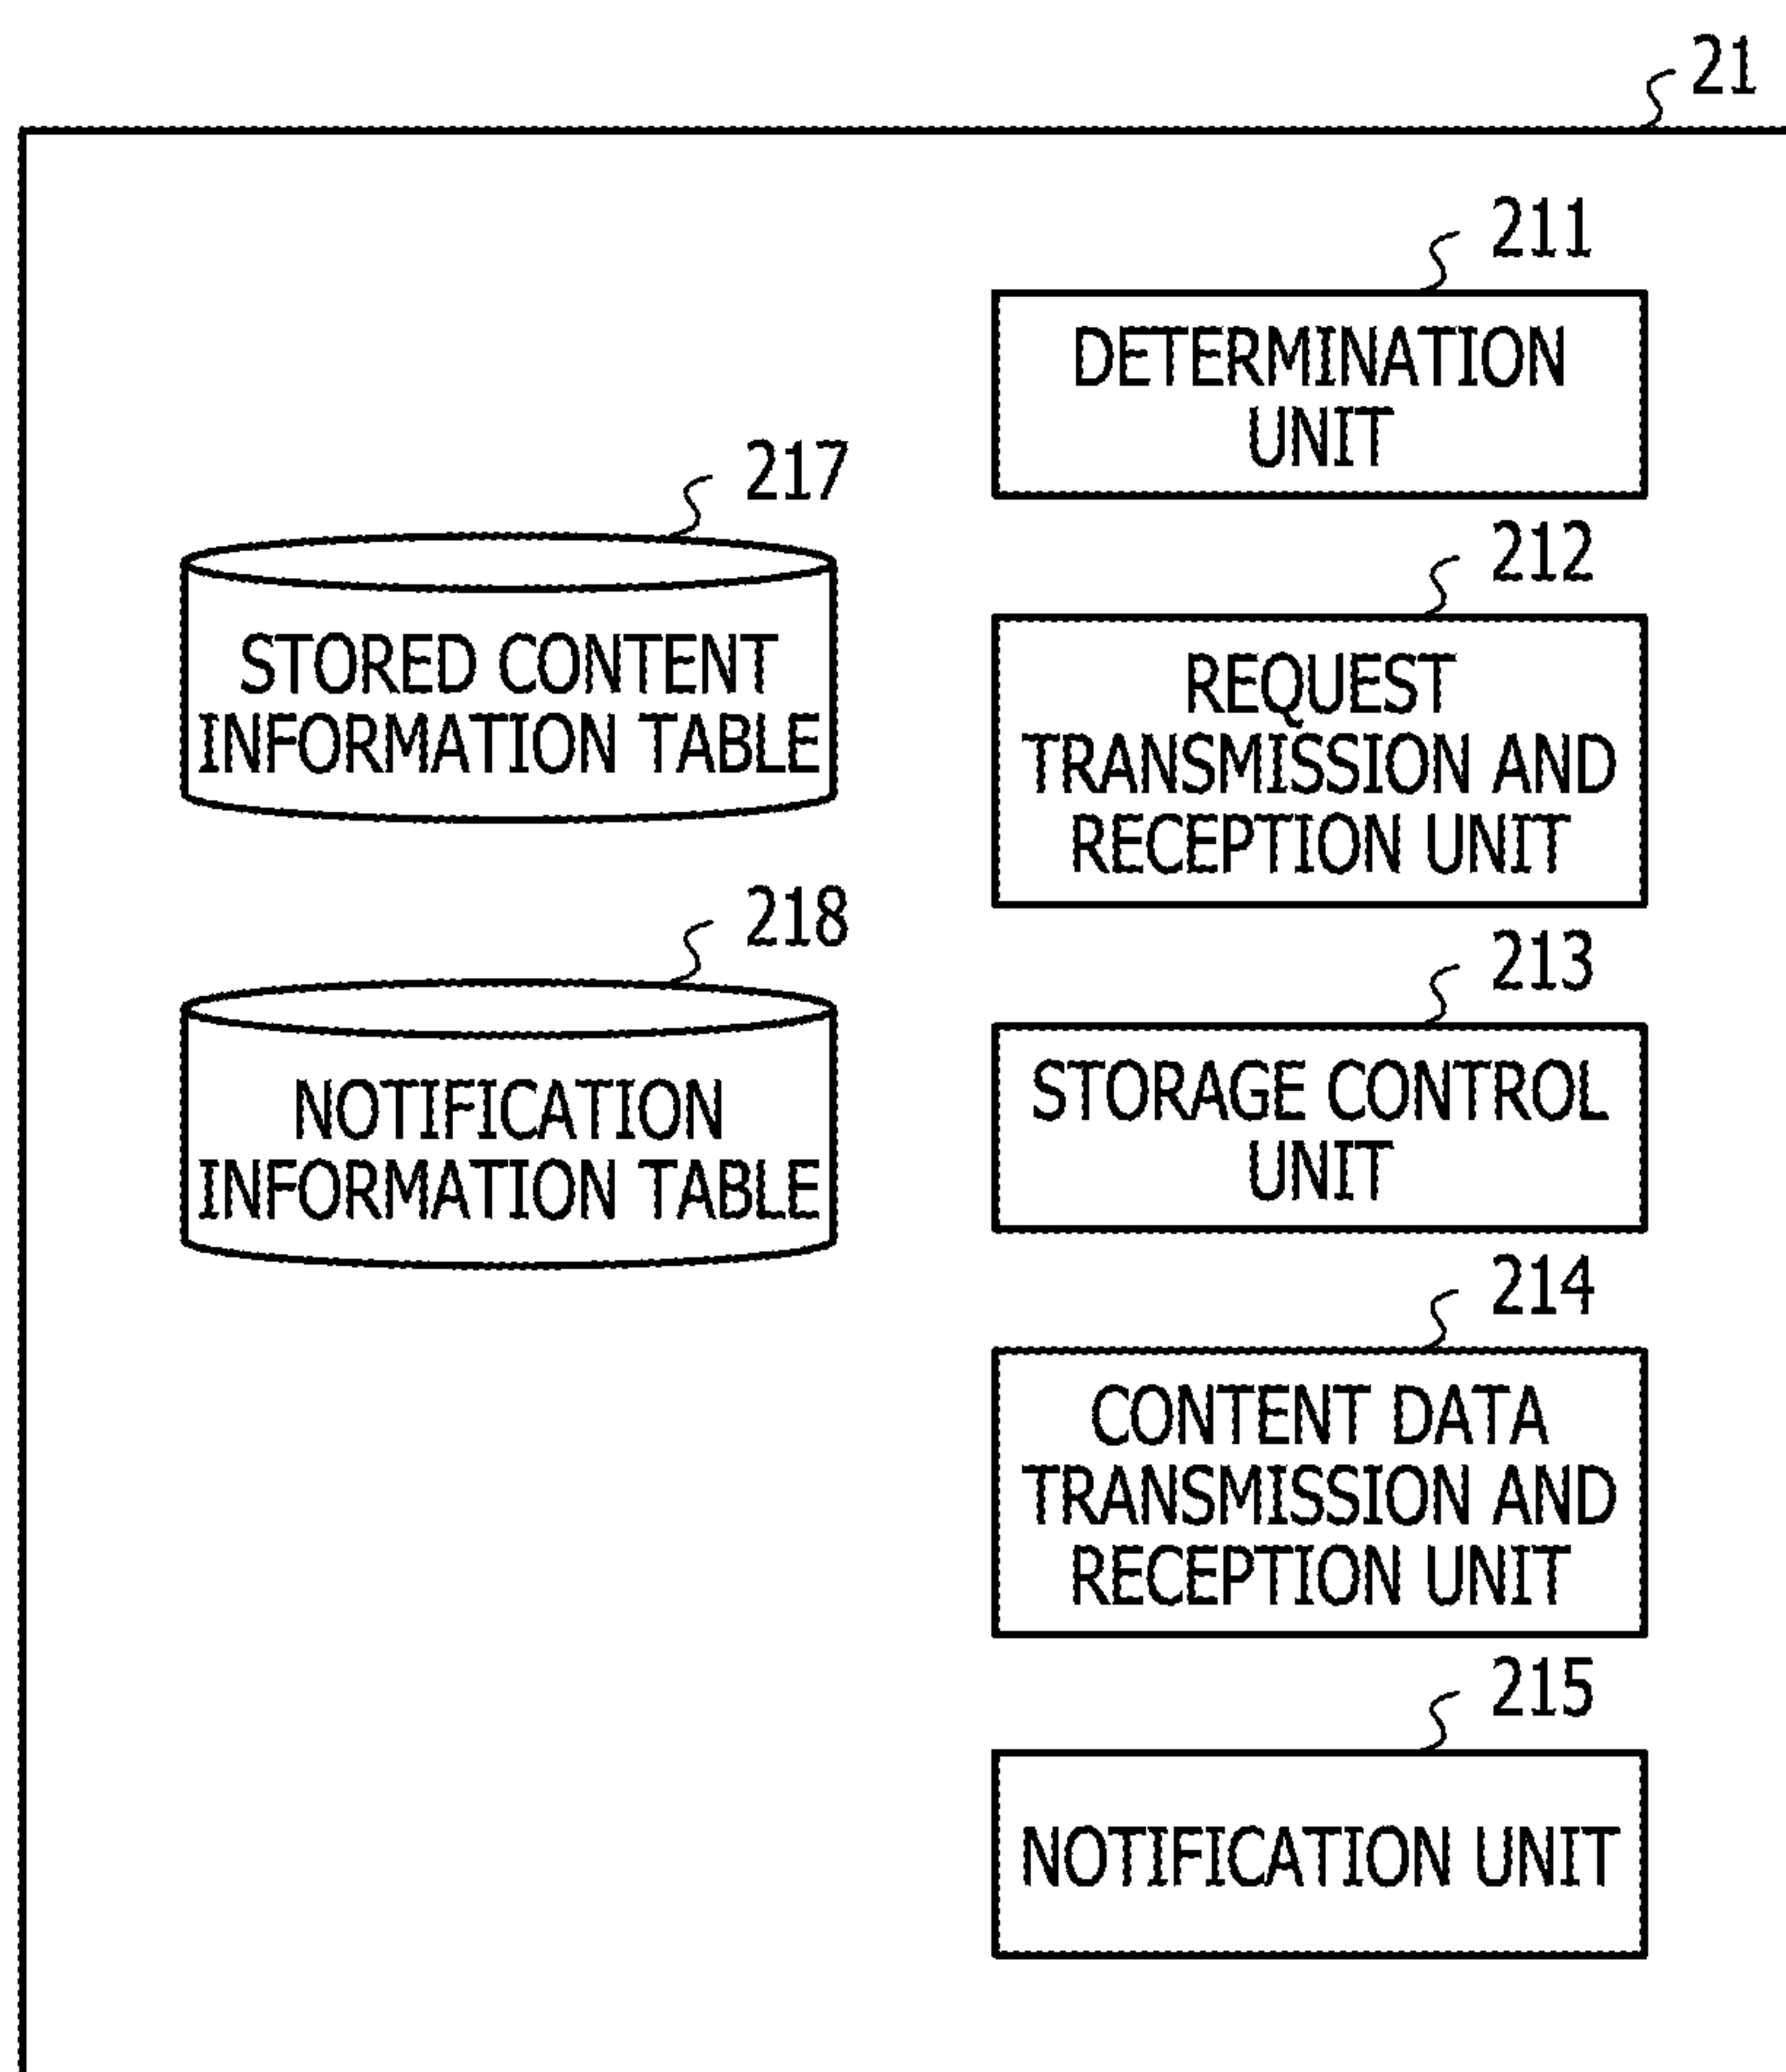 21
211
DETERMINATION
UNIT
217
STORED CONTENT
INFORMATION TABLE
212
REQUEST
TRANSMISSION AND
RECEPTION UNIT
218
NOTIFICATION
INFORMATION TABLE
213
STORAGE CONTROL
UNIT
214
CONTENT DATA
TRANSMISSION AND
RECEPTION UNIT
215
NOTIFICATION UNIT